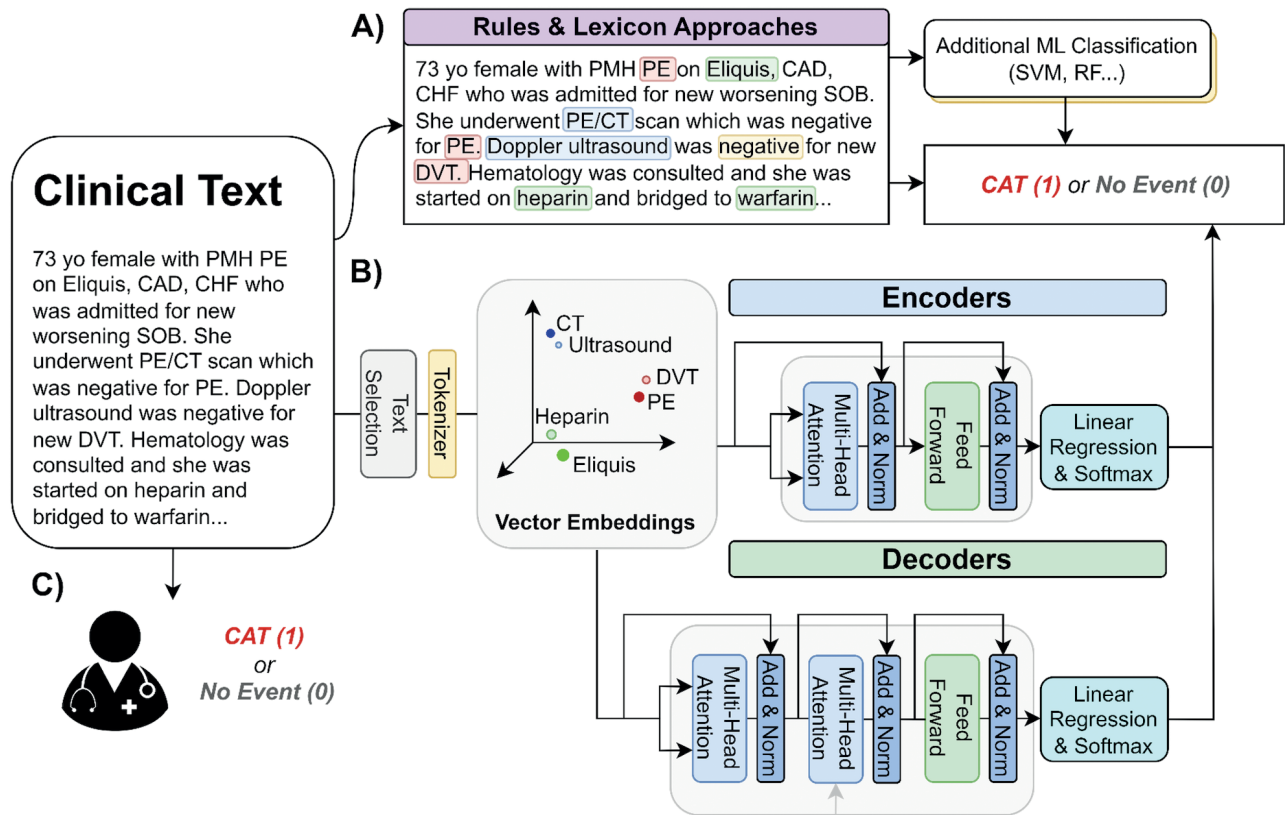 A)
Rules & Lexicon Approaches
73 yo female with PMH PE on Eliquis, CAD,
CHF who was admitted for new worsening SOB.
She underwent PE/CT scan which was negative
for PE. Doppler ultrasound was negative for new
DVT. Hematology was consulted and she was
started on heparin and bridged to warfarin...
Additional ML Classification
(SVM, RF...)
CAT (1) or No Event (0)
Clinical Text
73 yo female with PMH PE
on Eliquis, CAD, CHF who
was admitted for new
worsening SOB. She
underwent PE/CT scan which
was negative for PE. Doppler
ultrasound was negative for
new DVT. Hematology was
consulted and she was
started on heparin and
bridged to warfarin...
B)
Text
Selection
Tokenizer
CT
Ultrasound
DVT
PE
Heparin
Eliquis
Vector Embeddings
Encoders
Multi-Head
Attention
Add & Norm
Feed
Forward
Add & Norm
Linear
Regression
& Softmax
Decoders
Multi-Head
Attention
Add & Norm
Multi-Head
Attention
Add & Norm
Feed
Forward
Add & Norm
Linear
Regression
& Softmax
C)
CAT (1)
or
No Event (0)